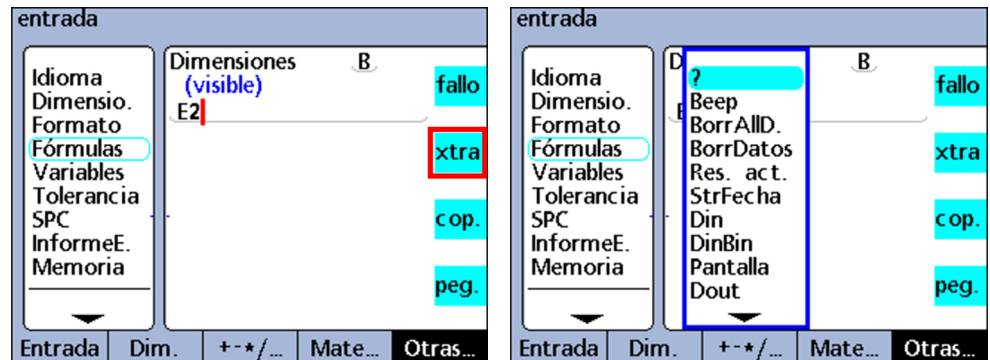 entrada
Idioma
Dimensio.
Formato
Fórmulas
Variables
Tolerancia
SPC
InformeE.
Memoria
Dimensiones B
(visible)
E2
fallo
xtra
cop.
peg.
Entrada Dim. +-*/... Mate... Otras...
entrada
Idioma
Dimensio.
Formato
Fórmulas
Variables
Tolerancia
SPC
InformeE.
Memoria
D B
E
?
Beep
BorrAllD.
BorrDatos
Res. act.
StrFecha
Din
DinBin
Pantalla
Dout
fallo
xtra
cop.
peg.
Entrada Dim. +-*/... Mate... Otras...